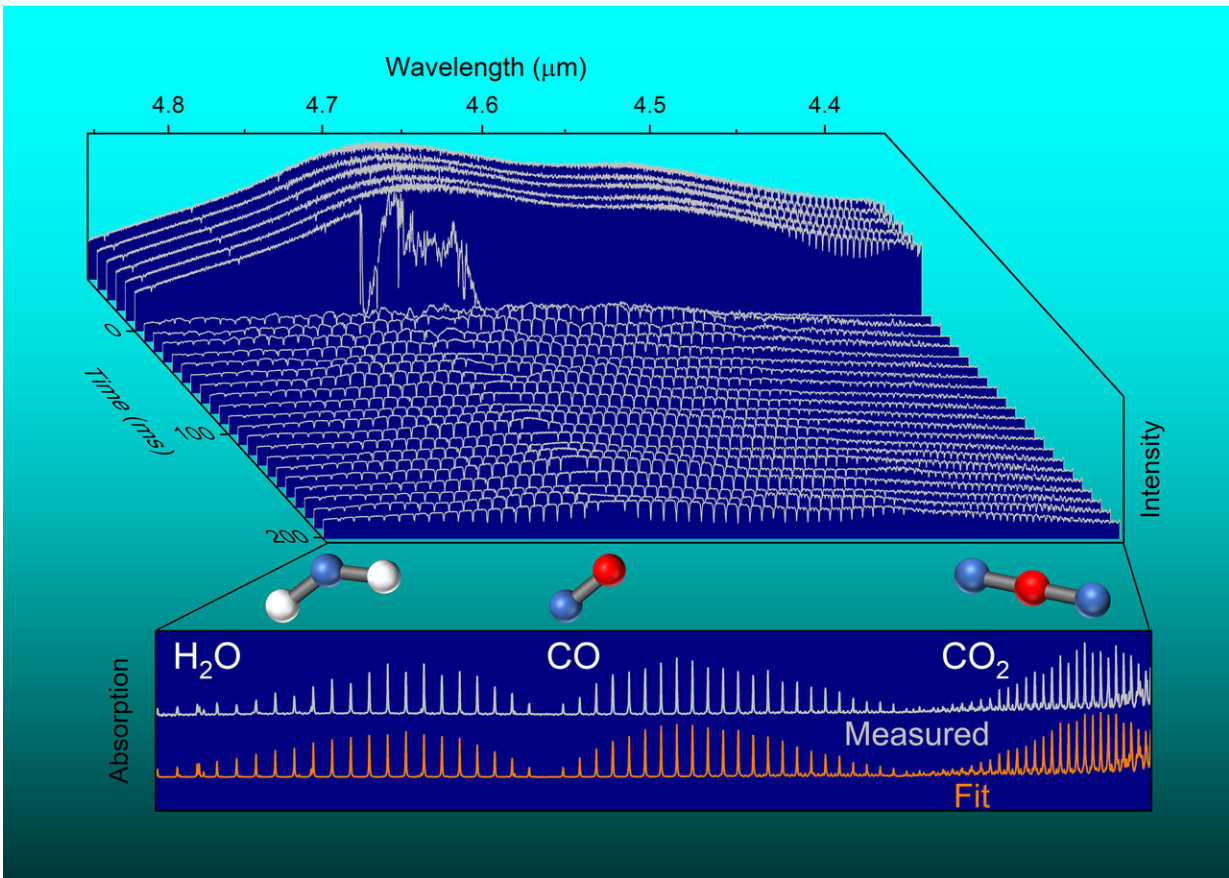 Wavelength (μm)
4.8 4.7 4.6 4.5 4.4
0
100
200
Time (ms)
Intensity
H₂O CO CO₂
Absorption
Measured
Fit